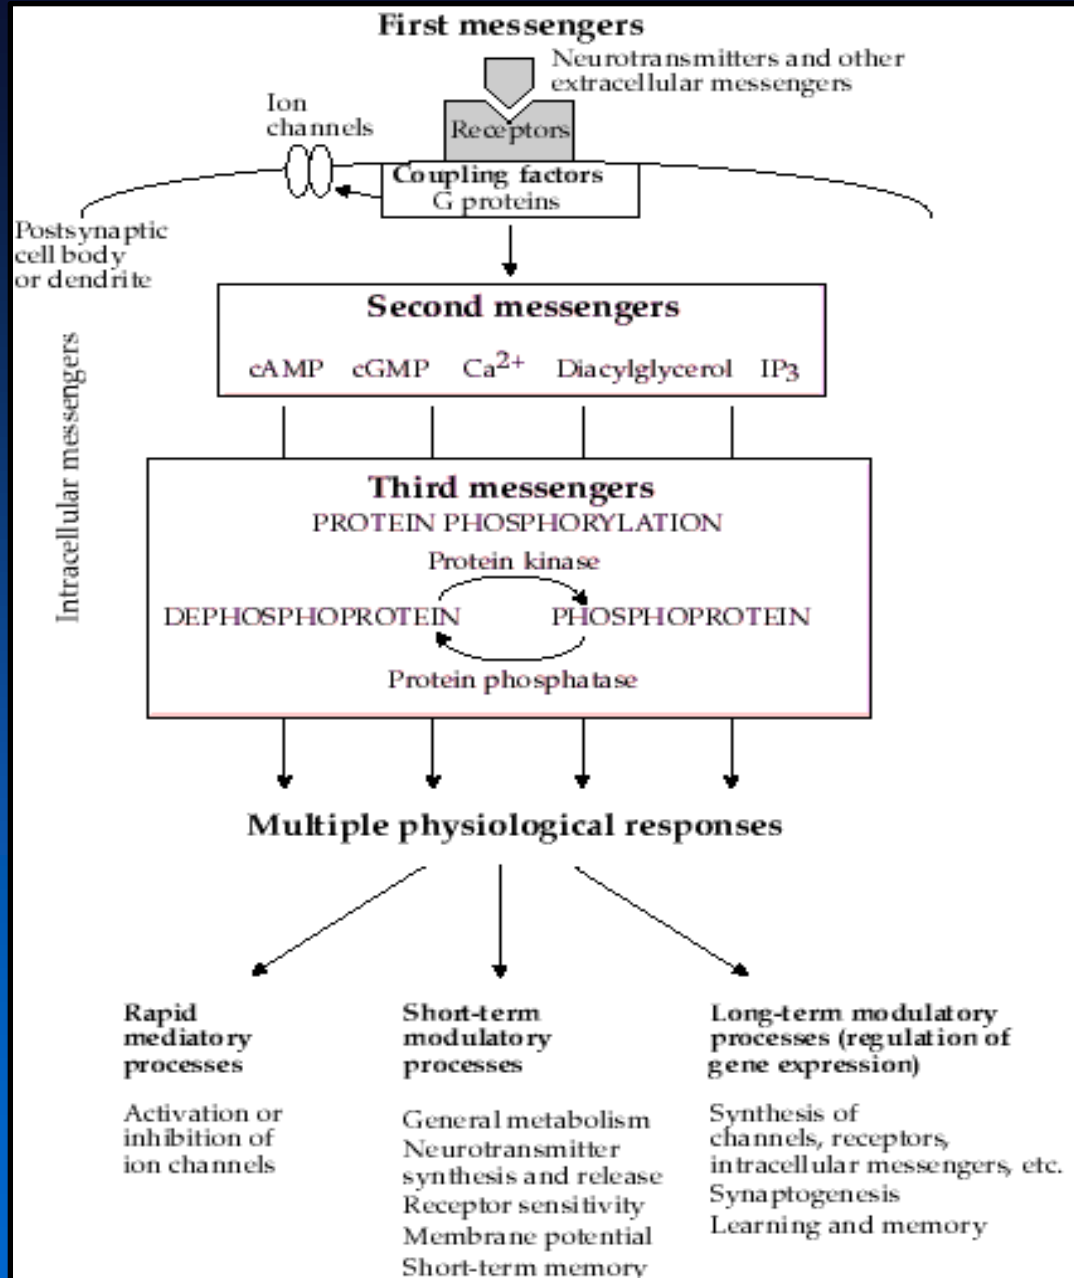 First messengers
Neurotransmitters and other
extracellular messengers
Ion
channels
Receptors
Coupling factors
G proteins
Postsynaptic
cell body
or dendrite
Intracellular messengers
Second messengers
cAMP cGMP Ca2+ Diacylglycerol IP3
Third messengers
PROTEIN PHOSPHORYLATION
Protein kinase
DEPHOSPHOPROTEIN PHOSPHOPROTEIN
Protein phosphatase
Multiple physiological responses
Rapid
mediatory
processes
Activation or
inhibition of
ion channels
Short-term
modulatory
processes
General metabolism
Neurotransmitter
synthesis and release
Receptor sensitivity
Membrane potential
Short-term memory
Long-term modulatory
processes (regulation of
gene expression)
Synthesis of
channels, receptors,
intracellular messengers, etc.
Synaptogenesis
Learning and memory